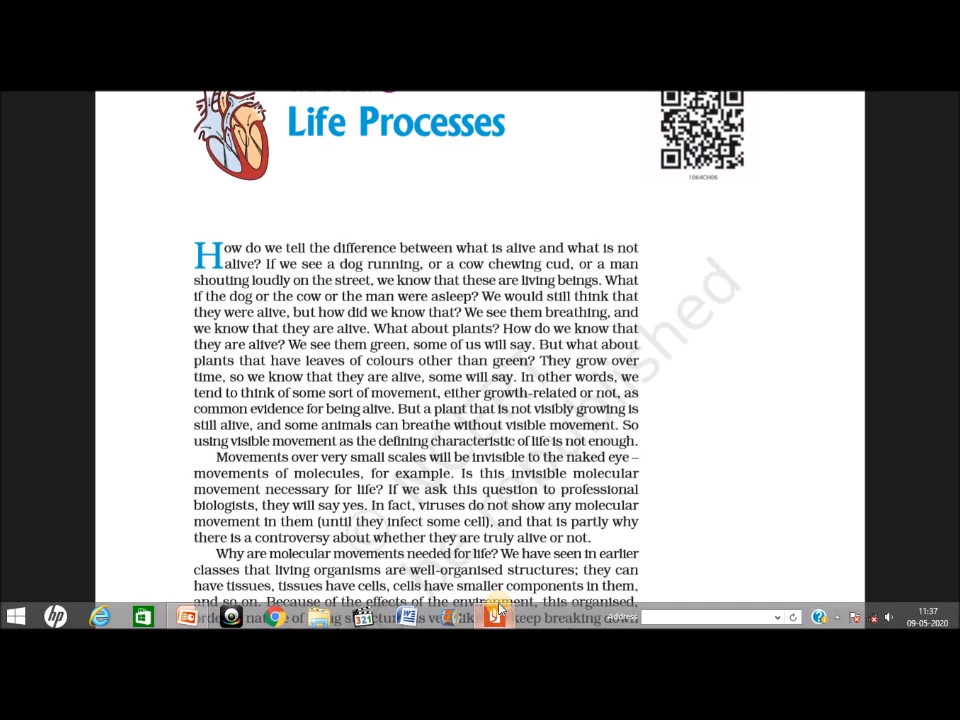 Life Processes
1064CH06
How do we tell the difference between what is alive and what is not
alive? If we see a dog running, or a cow chewing cud, or a man
shouting loudly on the street, we know that these are living beings. What
if the dog or the cow or the man were asleep? We would still think that
they were alive, but how did we know that? We see them breathing, and
we know that they are alive. What about plants? How do we know that
they are alive? We see them green, some of us will say. But what about
plants that have leaves of colours other than green? They grow over
time, so we know that they are alive, some will say. In other words, we
tend to think of some sort of movement, either growth-related or not, as
common evidence for being alive. But a plant that is not visibly growing is
still alive, and some animals can breathe without visible movement. So
using visible movement as the defining characteristic of life is not enough.
Movements over very small scales will be invisible to the naked eye –
movements of molecules, for example. Is this invisible molecular
movement necessary for life? If we ask this question to professional
biologists, they will say yes. In fact, viruses do not show any molecular
movement in them (until they infect some cell), and that is partly why
there is a controversy about whether they are truly alive or not.
Why are molecular movements needed for life? We have seen in earlier
classes that living organisms are well-organised structures; they can
have tissues, tissues have cells, cells have smaller components in them,
and so on. Because of the effects of the environment, this organised,
keep breaking down
© NCERT
be republished
321
Address
11:37
09-05-2020